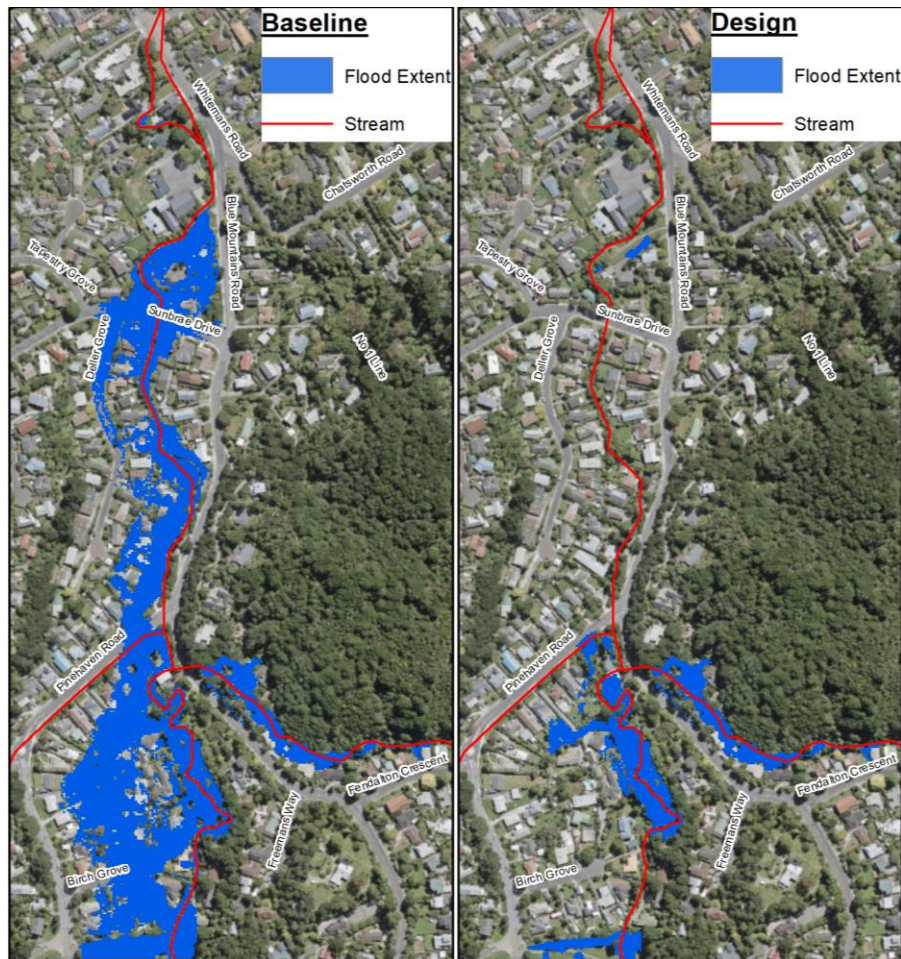 Baseline
Flood Extent
Stream
Whitemans Road
Chatsworth Road
Blue Mountains Road
Tapestry Grove
Sunbrae Drive
Deller Grove
No 1 Line
Pinehaven Road
Fendalton Crescent
Freemans Way
Birch Grove
Design
Flood Extent
Stream
Whitemans Road
Chatsworth Road
Blue Mountains Road
Tapestry Grove
Sunbrae Drive
Deller Grove
No 1 Line
Pinehaven Road
Fendalton Crescent
Freemans Way
Birch Grove